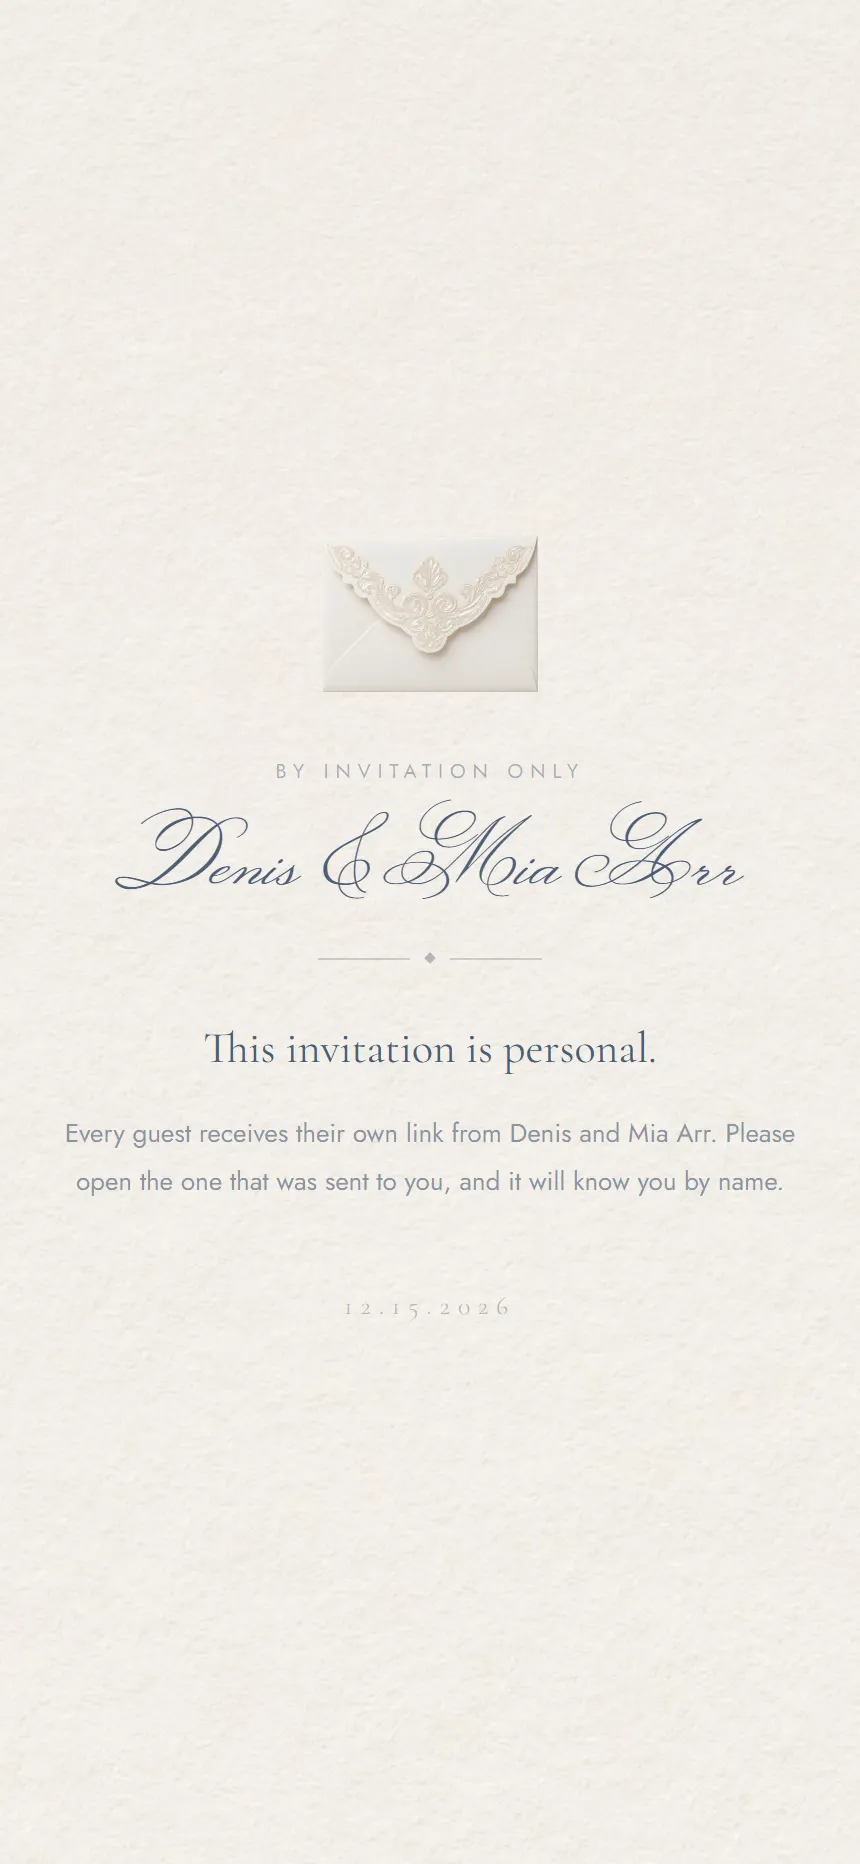 BY INVITATION ONLY
Denis & Mia Arr
This invitation is personal.
Every guest receives their own link from Denis and Mia Arr. Please
open the one that was sent to you, and it will know you by name.
12.15.2026